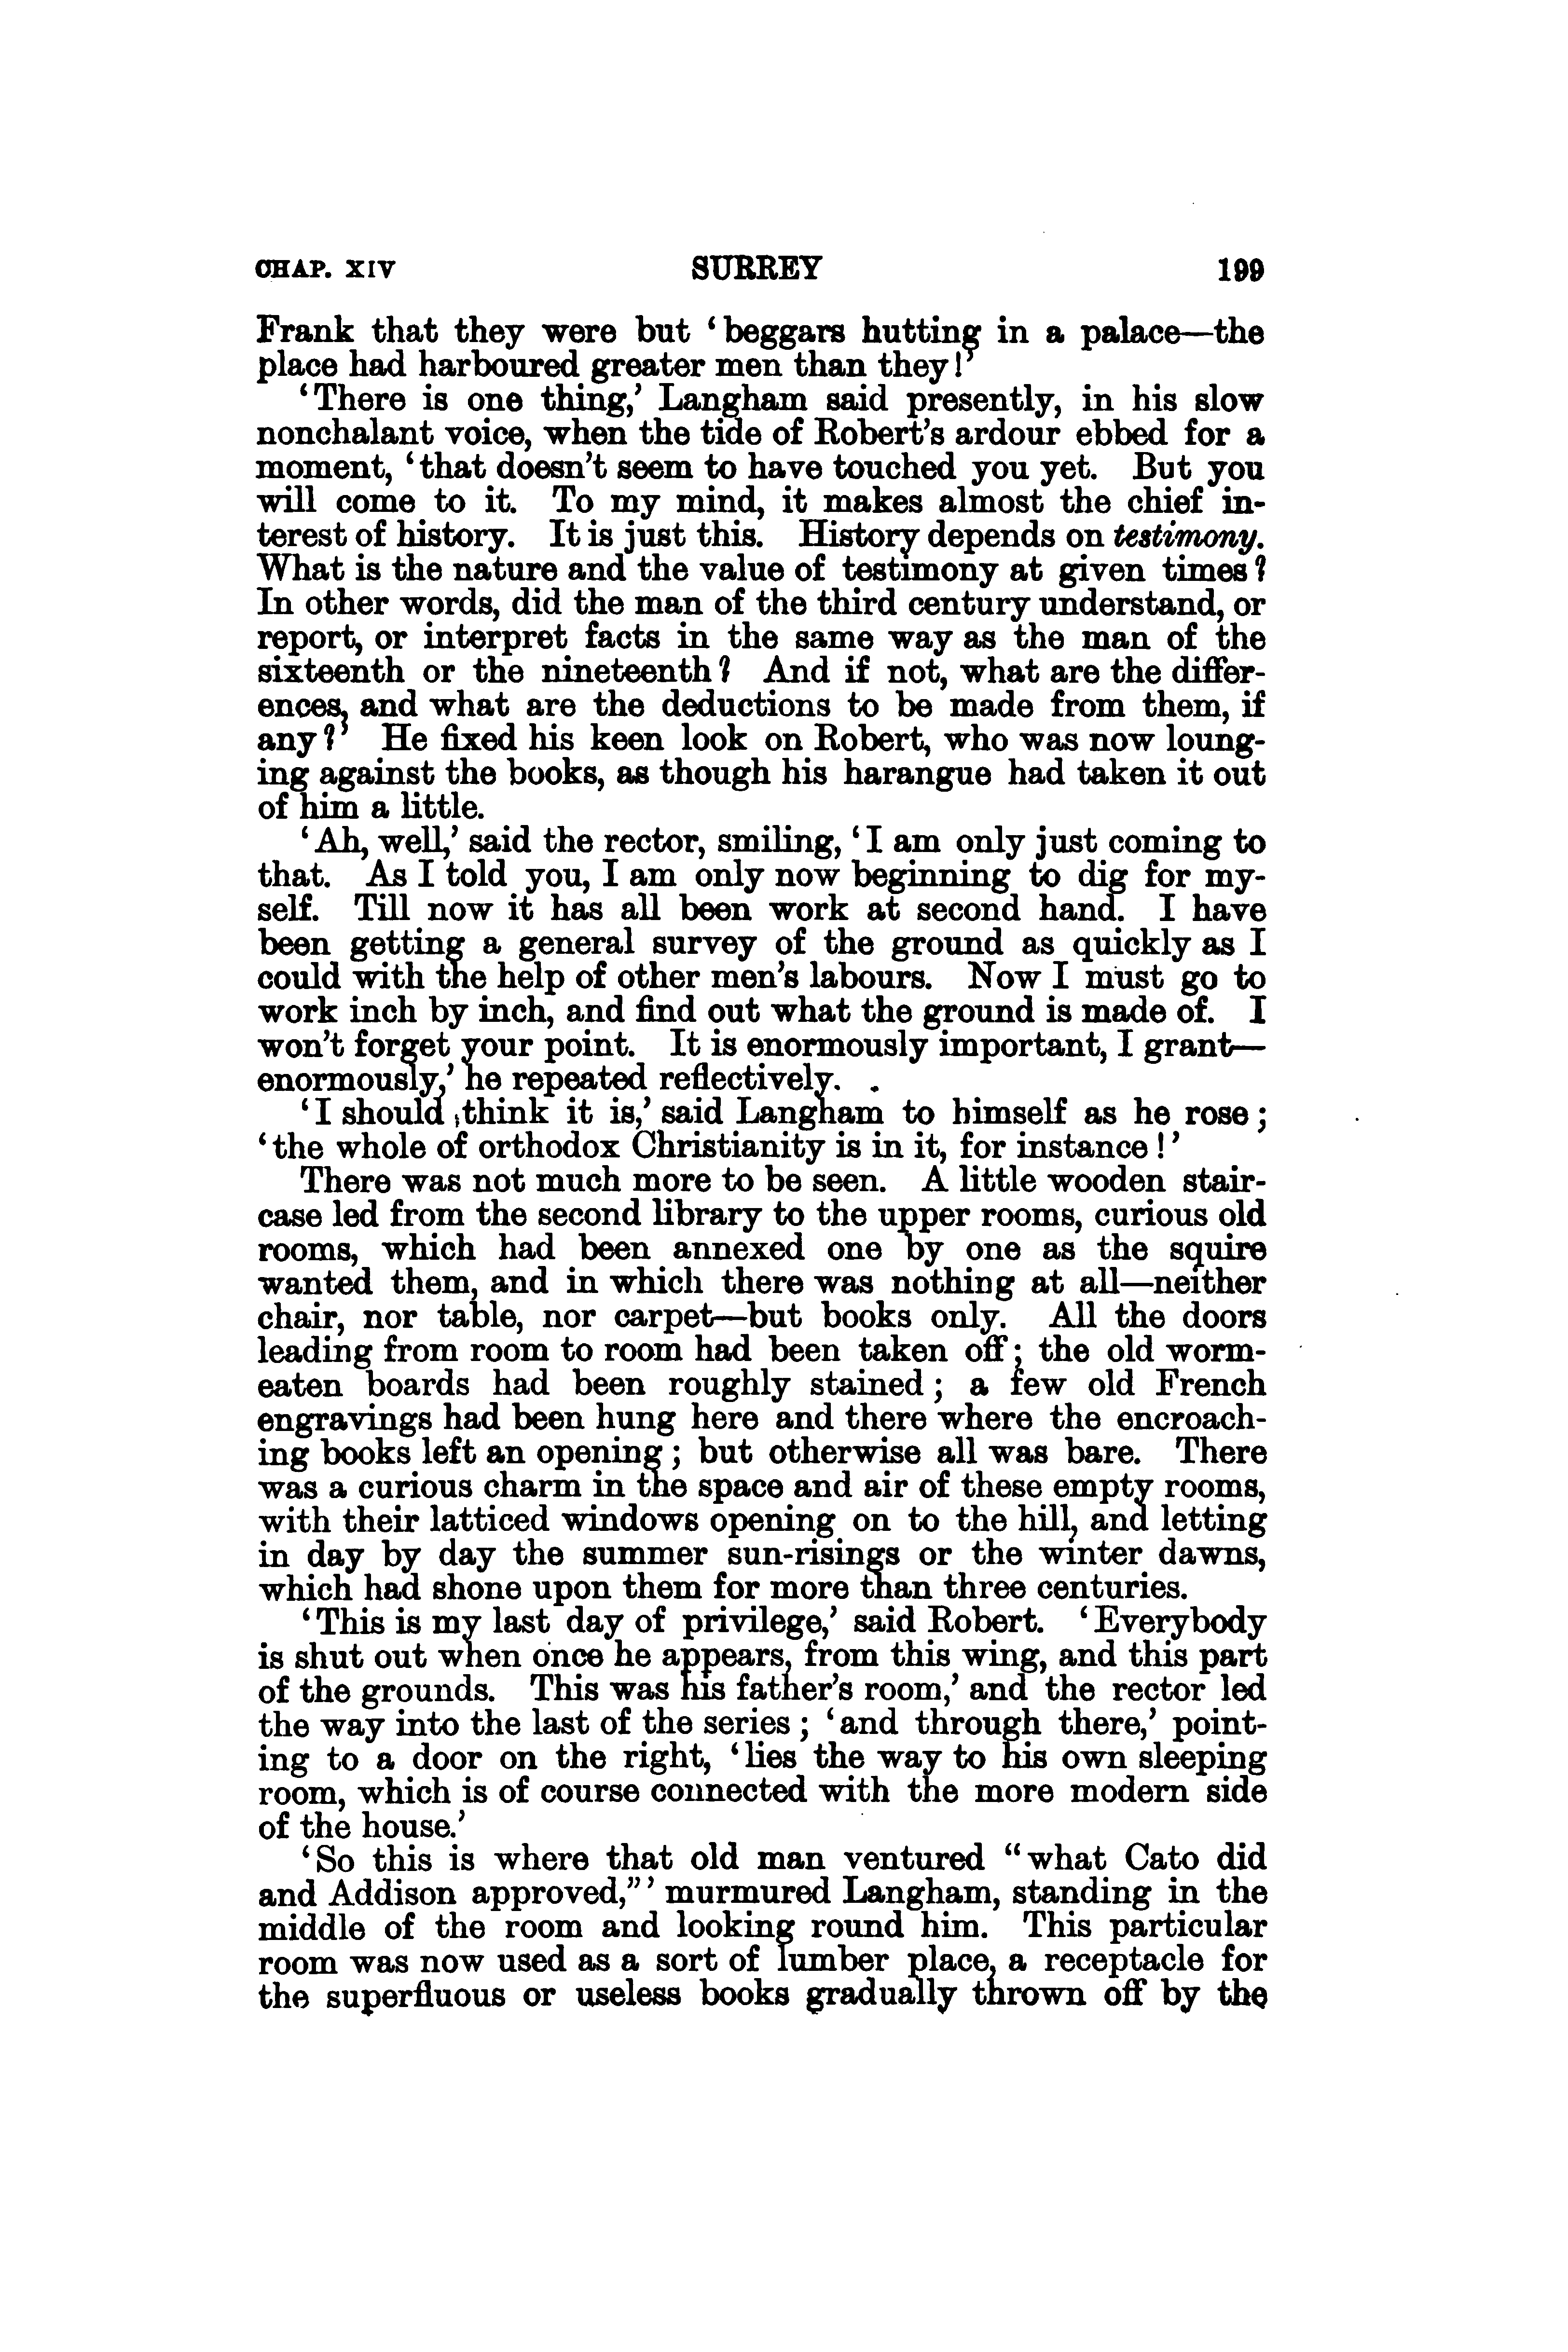 CHAP. XIV SURREY 199
Frank that they were but ‘beggars hutting in a palace—the
place had harboured greater men than they!’
‘There is one thing,’ Langham said presently, in his slow
nonchalant voice, when the tide of Robert’s ardour ebbed for a
moment, ‘that doesn’t seem to have touched you yet. But you
will come to it. To my mind, it makes almost the chief in-
terest of history. It is just this. History depends on testimony.
What is the nature and the value of testimony at given times?
In other words, did the man of the third century understand, or
report, or interpret facts in the same way as the man of the
sixteenth or the nineteenth? And if not, what are the differ-
ences, and what are the deductions to be made from them, if
any?’ He fixed his keen look on Robert, who was now loung-
ing against the books, as though his harangue had taken it out
of him a little.
‘Ah, well,’ said the rector, smiling, ‘I am only just coming to
that. As I told you, I am only now beginning to dig for my-
self. Till now it has all been work at second hand. I have
been getting a general survey of the ground as quickly as I
could with the help of other men’s labours. Now I must go to
work inch by inch, and find out what the ground is made of. I
won’t forget your point. It is enormously important, I grant—
enormously,’ he repeated reflectively.
‘I should think it is,’ said Langham to himself as he rose;
‘the whole of orthodox Christianity is in it, for instance!’
There was not much more to be seen. A little wooden stair-
case led from the second library to the upper rooms, curious old
rooms, which had been annexed one by one as the squire
wanted them, and in which there was nothing at all—neither
chair, nor table, nor carpet—but books only. All the doors
leading from room to room had been taken off; the old worm-
eaten boards had been roughly stained; a few old French
engravings had been hung here and there where the encroach-
ing books left an opening; but otherwise all was bare. There
was a curious charm in the space and air of these empty rooms,
with their latticed windows opening on to the hill, and letting
in day by day the summer sun-risings or the winter dawns,
which had shone upon them for more than three centuries.
‘This is my last day of privilege,’ said Robert. ‘Everybody
is shut out when once he appears, from this wing, and this part
of the grounds. This was his father’s room,’ and the rector led
the way into the last of the series; ‘and through there,’ point-
ing to a door on the right, ‘lies the way to his own sleeping
room, which is of course connected with the more modern side
of the house.’
‘So this is where that old man ventured “what Cato did
and Addison approved,”’ murmured Langham, standing in the
middle of the room and looking round him. This particular
room was now used as a sort of lumber place, a receptacle for
the superfluous or useless books gradually thrown off by the